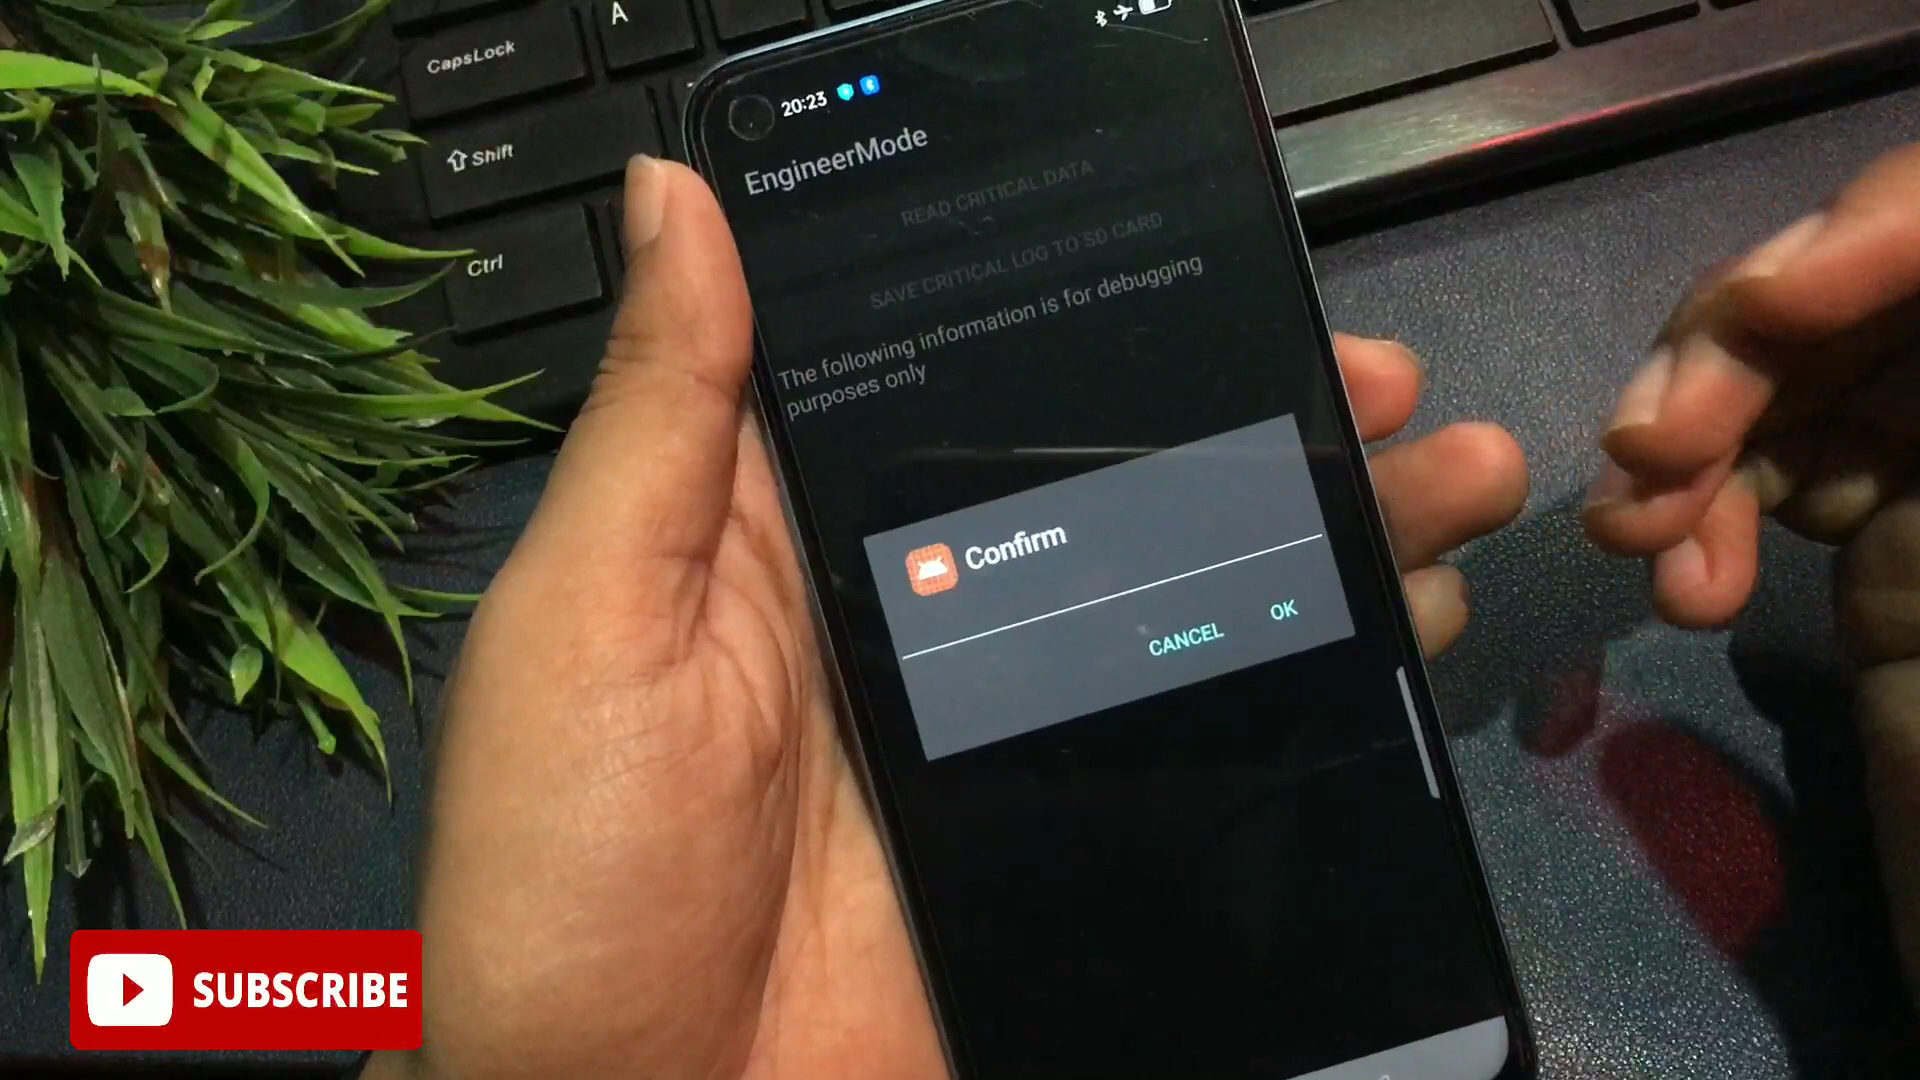 A
CapsLock
Shift
Ctrl
20:23
EngineerMode
READ CRITICAL DATA
SAVE CRITICAL LOG TO SD CARD
The following information is for debugging
purposes only
Confirm
CANCEL OK
SUBSCRIBE